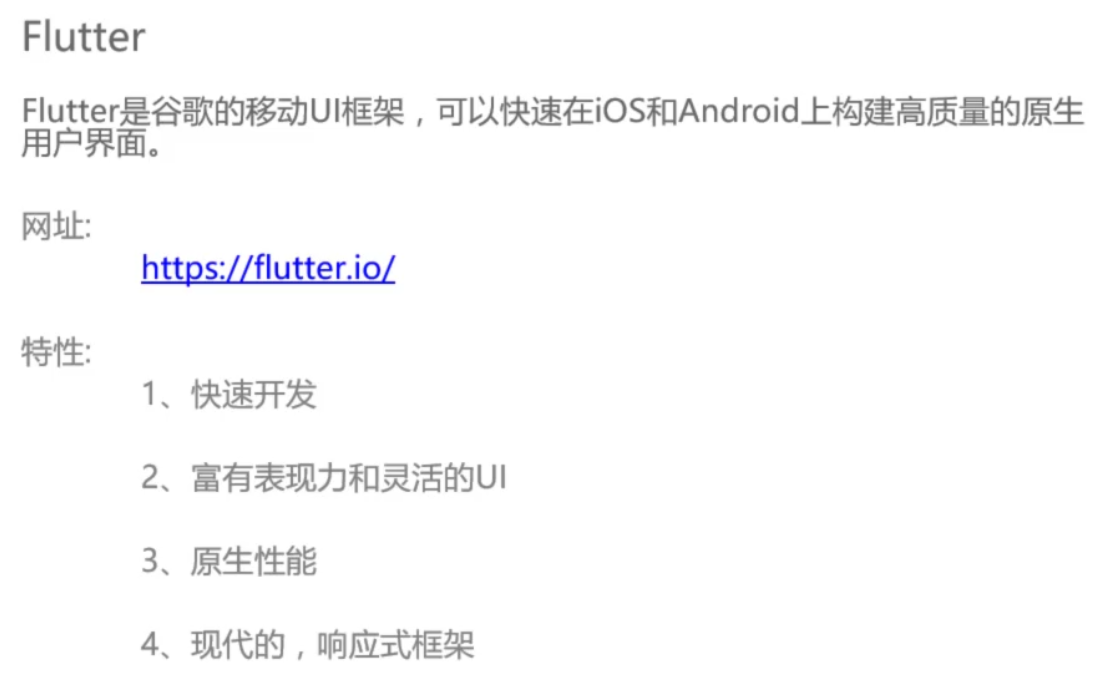 Flutter
Flutter是谷歌的移动UI框架，可以快速在iOS和Android上构建高质量的原生
用户界面。
网址:
https://flutter.io/
特性:
1、快速开发
2、富有表现力和灵活的UI
3、原生性能
4、现代的，响应式框架